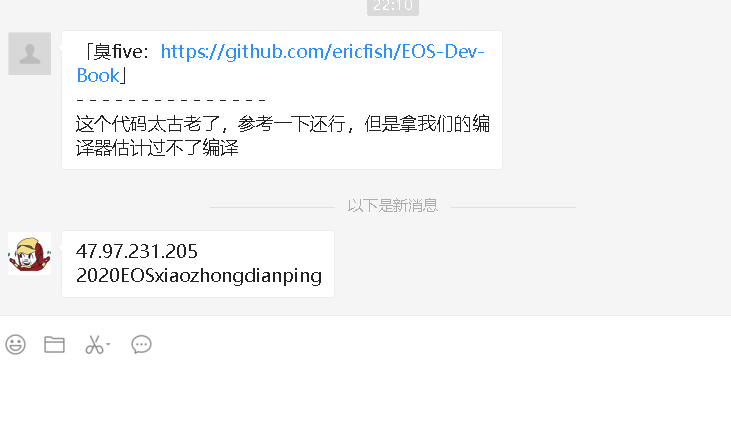 22:10
「臭five：https://github.com/ericfish/EOS-Dev-
Book」
- - - - - - - - - - - - - - -
这个代码太古老了，参考一下还行，但是拿我们的编
译器估计过不了编译
以下是新消息
47.97.231.205
2020EOSxiaozhongdianping